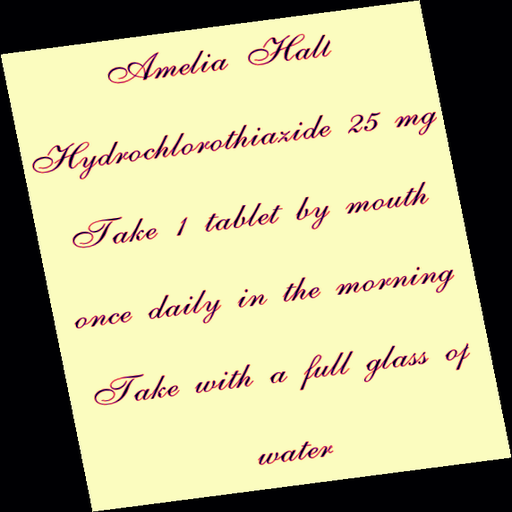 Amelia Halt
Hydrochlorothiazide 25 mg
Take 1 tablet by mouth
once daily in the morning
Take with a full glass of
water